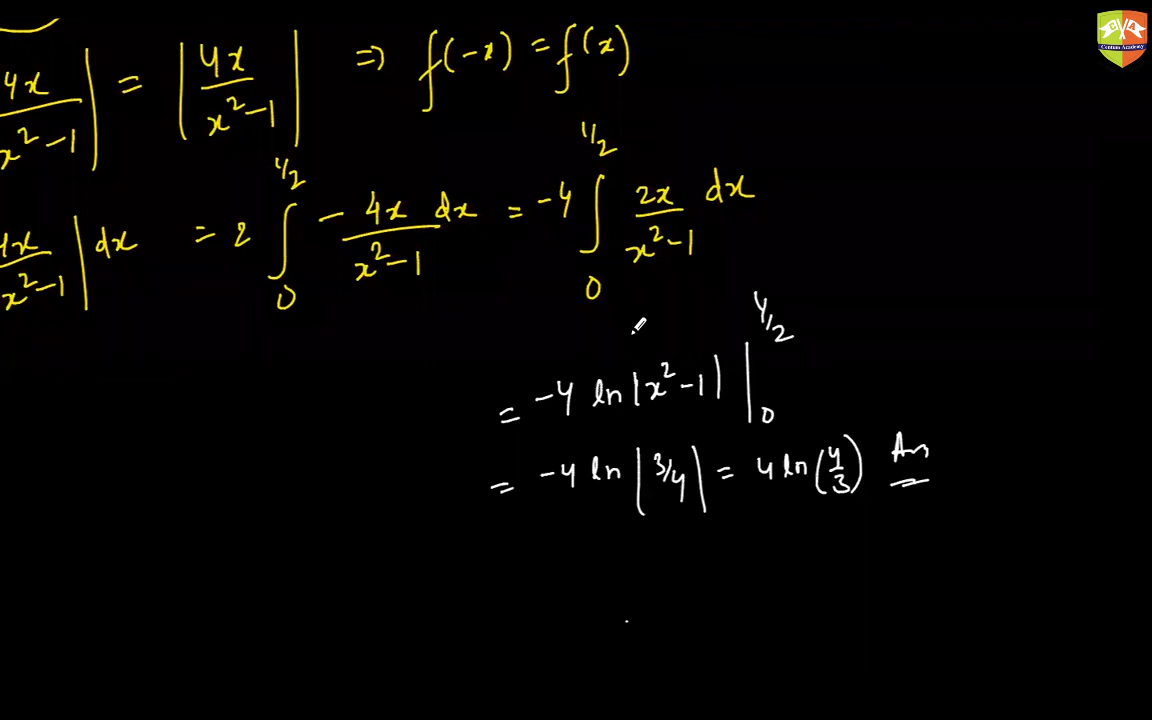 |4x/(x²-1)| = |4x/(x²-1)| ⇒ f(-x) = f(x)
4x/(x²-1)| dx = 2 ∫₀^{1/2} -4x/(x²-1) dx = -4 ∫₀^{1/2} 2x/(x²-1) dx
= -4 ln|x²-1| |₀^{1/2}
= -4 ln|3/4| = 4 ln(4/3) Ans
Centum Academy